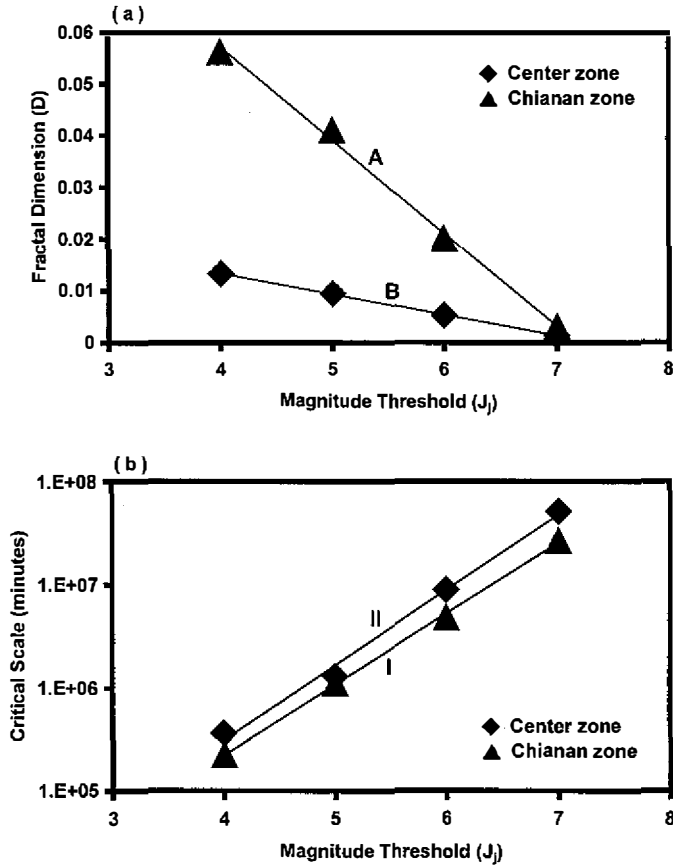 ( a )
0.06
0.05
0.04
0.03
0.02
0.01
0
Fractal Dimension (D)
Center zone
Chianan zone
A
B
3 4 5 6 7 8
Magnitude Threshold (Jj)
( b )
1.E+08
1.E+07
1.E+06
1.E+05
Critical Scale (minutes)
II
I
Center zone
Chianan zone
3 4 5 6 7 8
Magnitude Threshold (Jj)